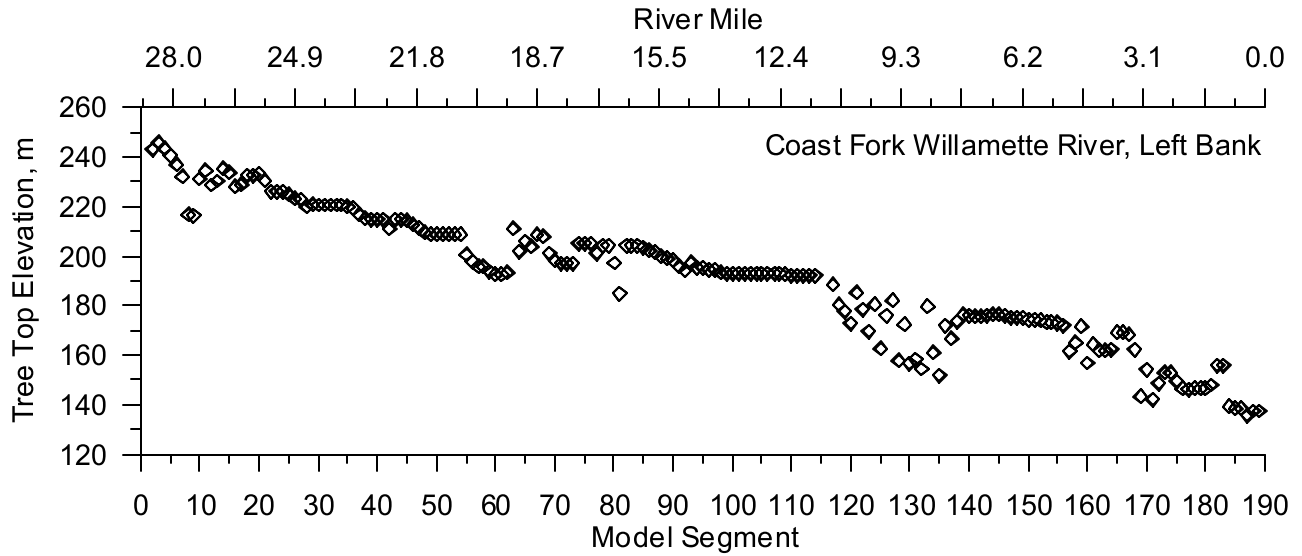 River Mile
28.0 24.9 21.8 18.7 15.5 12.4 9.3 6.2 3.1 0.0
Coast Fork Willamette River, Left Bank
Tree Top Elevation, m
260
240
220
200
180
160
140
120
0 10 20 30 40 50 60 70 80 90 100 110 120 130 140 150 160 170 180 190
Model Segment